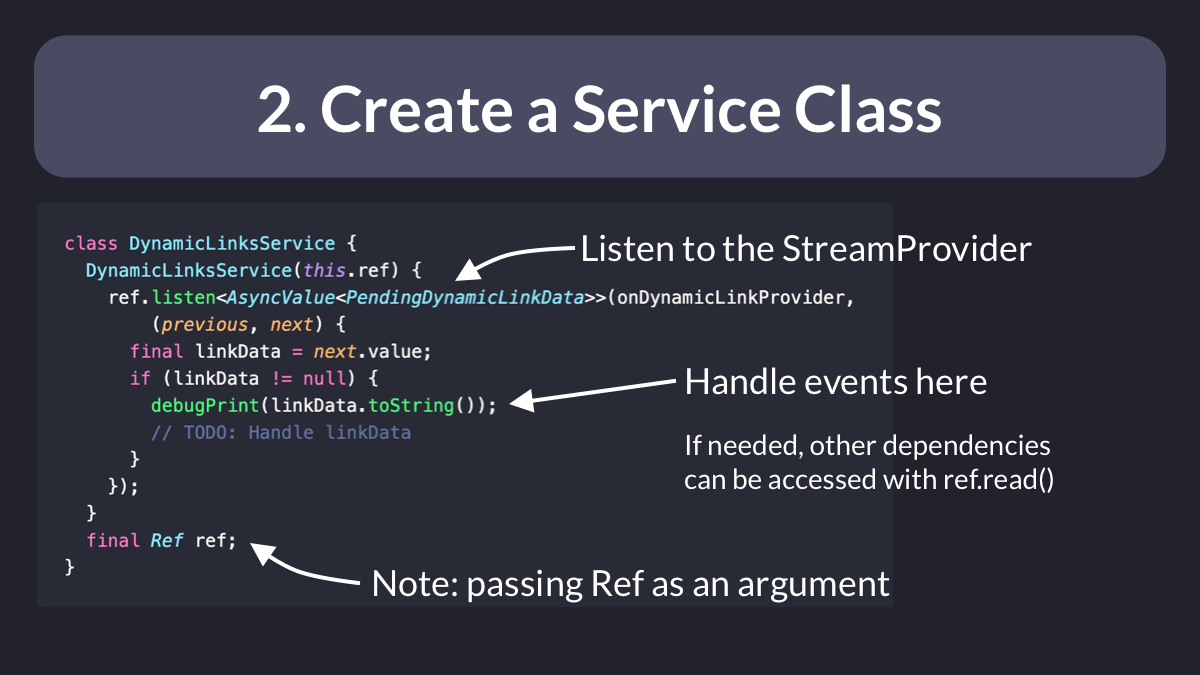 2. Create a Service Class
class DynamicLinksService {
DynamicLinksService(this.ref) {
ref.listen<AsyncValue<PendingDynamicLinkData>>(onDynamicLinkProvider,
(previous, next) {
final linkData = next.value;
if (linkData != null) {
debugPrint(linkData.toString());
// TODO: Handle linkData
}
});
}
final Ref ref;
}
Listen to the StreamProvider
Handle events here
If needed, other dependencies
can be accessed with ref.read()
Note: passing Ref as an argument